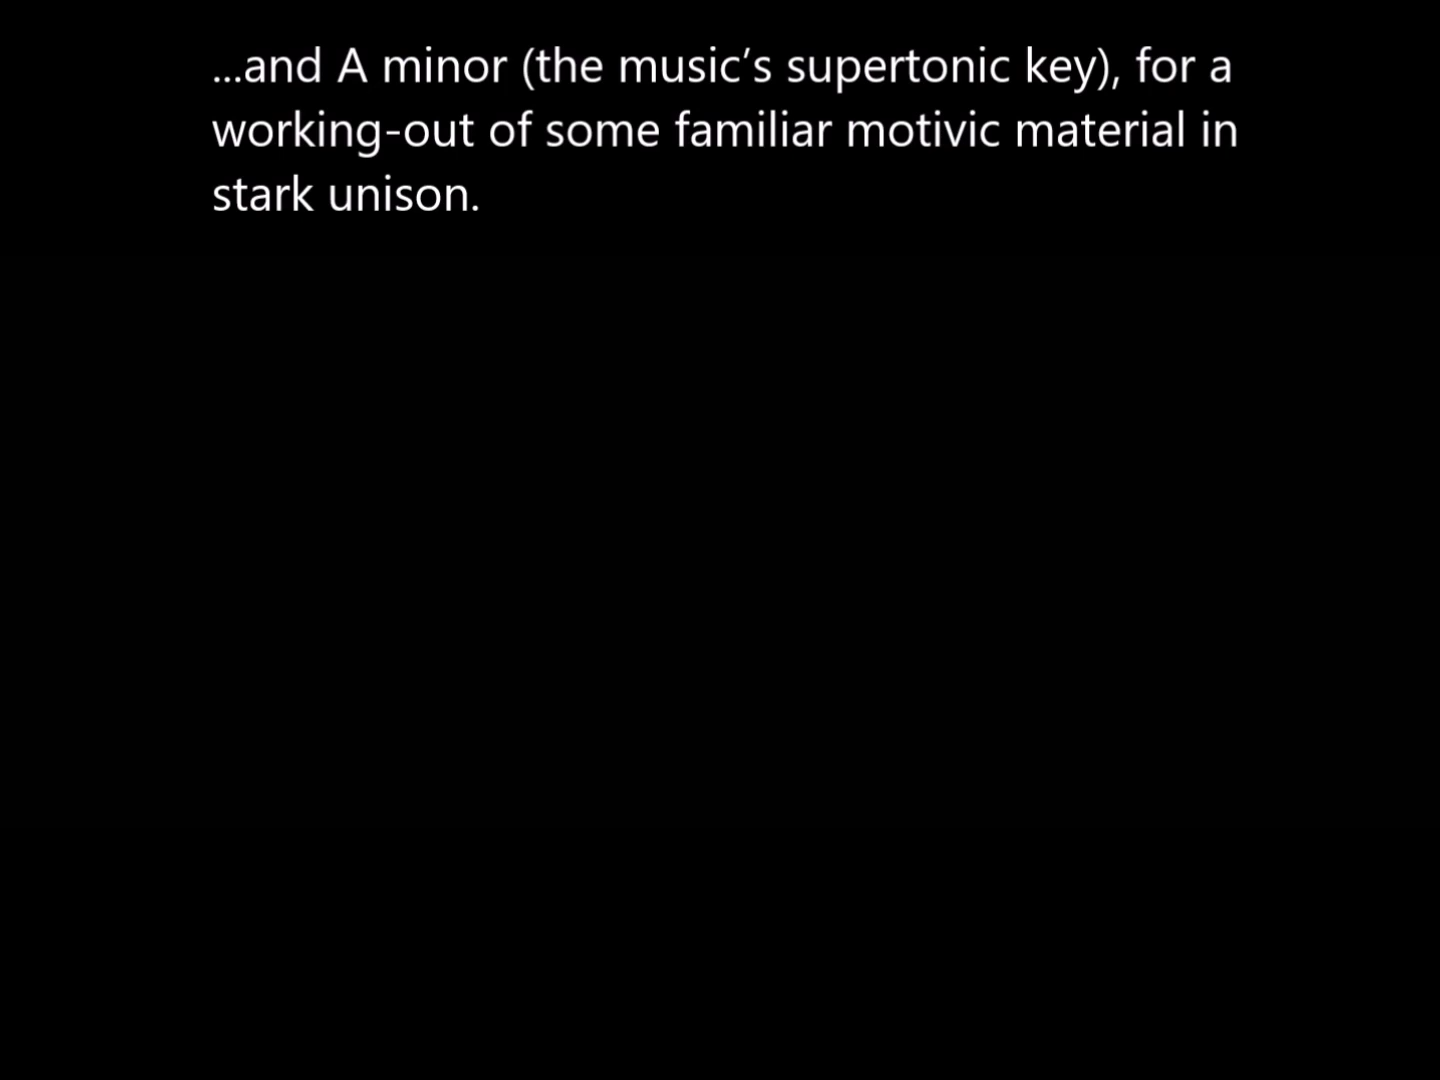 ...and A minor (the music’s supertonic key), for a
working-out of some familiar motivic material in
stark unison.